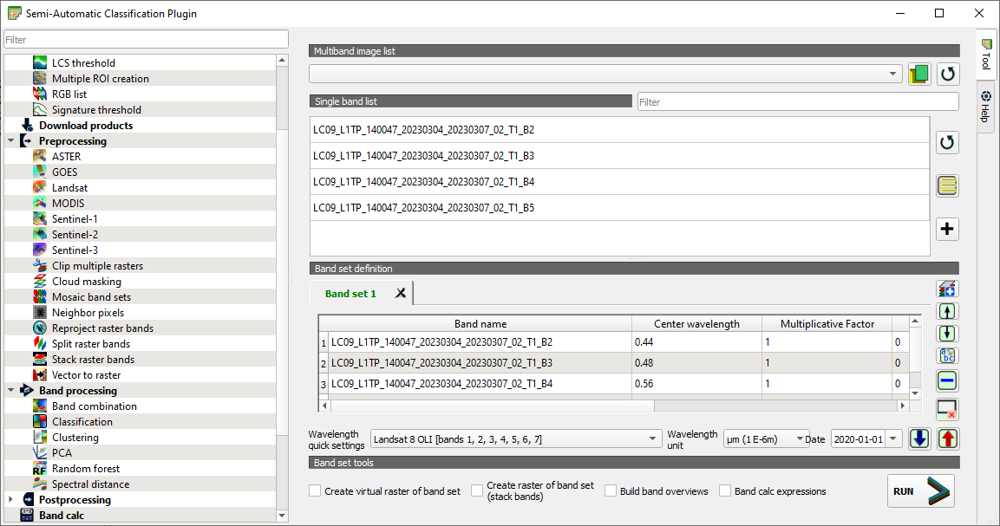 Semi-Automatic Classification Plugin
Filter
LCS threshold
Multiple ROI creation
RGB list
Signature threshold
Download products
Preprocessing
ASTER
GOES
Landsat
MODIS
Sentinel-1
Sentinel-2
Sentinel-3
Clip multiple rasters
Cloud masking
Mosaic band sets
Neighbor pixels
Reproject raster bands
Split raster bands
Stack raster bands
Vector to raster
Band processing
Band combination
Classification
Clustering
PCA
Random forest
Spectral distance
Postprocessing
Band calc
Multiband image list
Single band list
Filter
LC09_L1TP_140047_20230304_20230307_02_T1_B2
LC09_L1TP_140047_20230304_20230307_02_T1_B3
LC09_L1TP_140047_20230304_20230307_02_T1_B4
LC09_L1TP_140047_20230304_20230307_02_T1_B5
Band set definition
Band set 1
Band name Center wavelength Multiplicative Factor
1 LC09_L1TP_140047_20230304_20230307_02_T1_B2 0.44 1 0
2 LC09_L1TP_140047_20230304_20230307_02_T1_B3 0.48 1 0
3 LC09_L1TP_140047_20230304_20230307_02_T1_B4 0.56 1 0
Wavelength
quick settings
Landsat 8 OLI [bands 1, 2, 3, 4, 5, 6, 7]
Wavelength
unit
µm (1 E-6m)
Date
2020-01-01
Band set tools
Create virtual raster of band set
Create raster of band set
(stack bands)
Build band overviews
Band calc expressions
RUN
Tool
Help